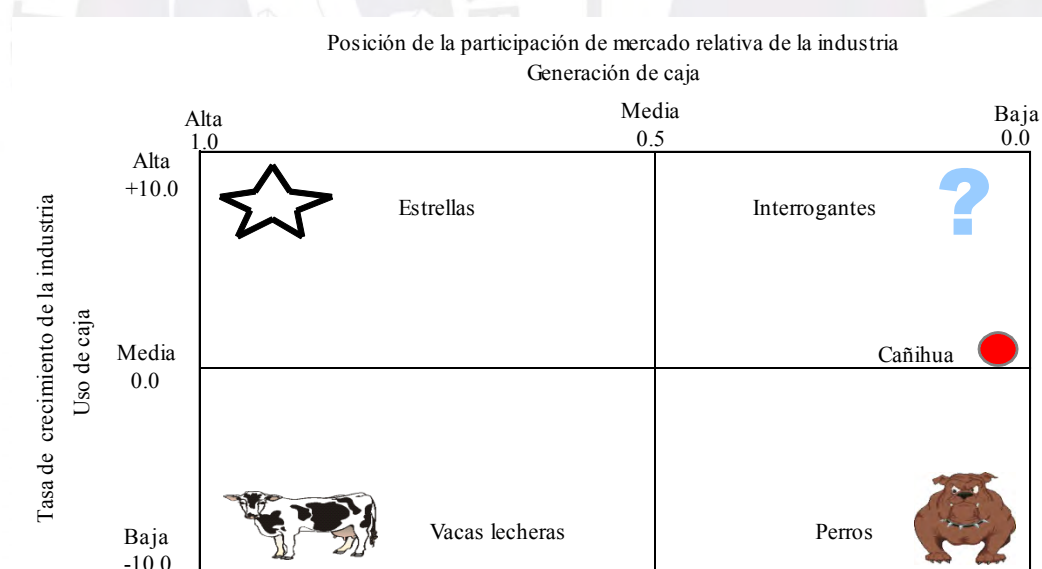 Posición de la participación de mercado relativa de la industria
Generación de caja
Alta
1.0
Media
0.5
Baja
0.0
Alta
+10.0
Estrellas
Interrogantes
?
Tasa de crecimiento de la industria
Uso de caja
Media
0.0
Cañihua
Vacas lecheras
Perros
Baja
-10.0